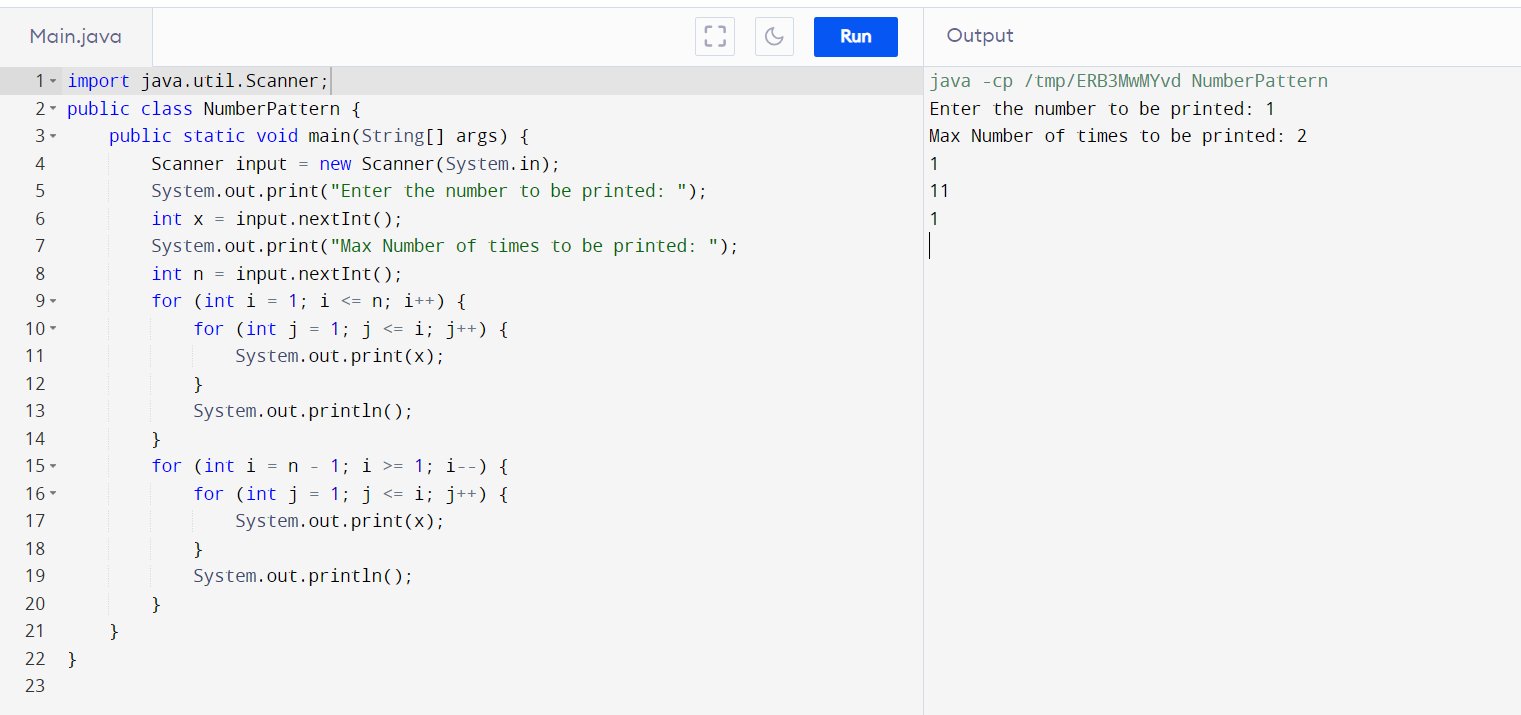 Main.java
Run
1 import java.util.Scanner;
2 public class NumberPattern {
3     public static void main(String[] args) {
4         Scanner input = new Scanner(System.in);
5         System.out.print("Enter the number to be printed: ");
6         int x = input.nextInt();
7         System.out.print("Max Number of times to be printed: ");
8         int n = input.nextInt();
9         for (int i = 1; i <= n; i++) {
10             for (int j = 1; j <= i; j++) {
11                 System.out.print(x);
12             }
13             System.out.println();
14         }
15         for (int i = n - 1; i >= 1; i--) {
16             for (int j = 1; j <= i; j++) {
17                 System.out.print(x);
18             }
19             System.out.println();
20         }
21     }
22 }
23
Output
java -cp /tmp/ERB3MwMYvd NumberPattern
Enter the number to be printed: 1
Max Number of times to be printed: 2
1
11
1